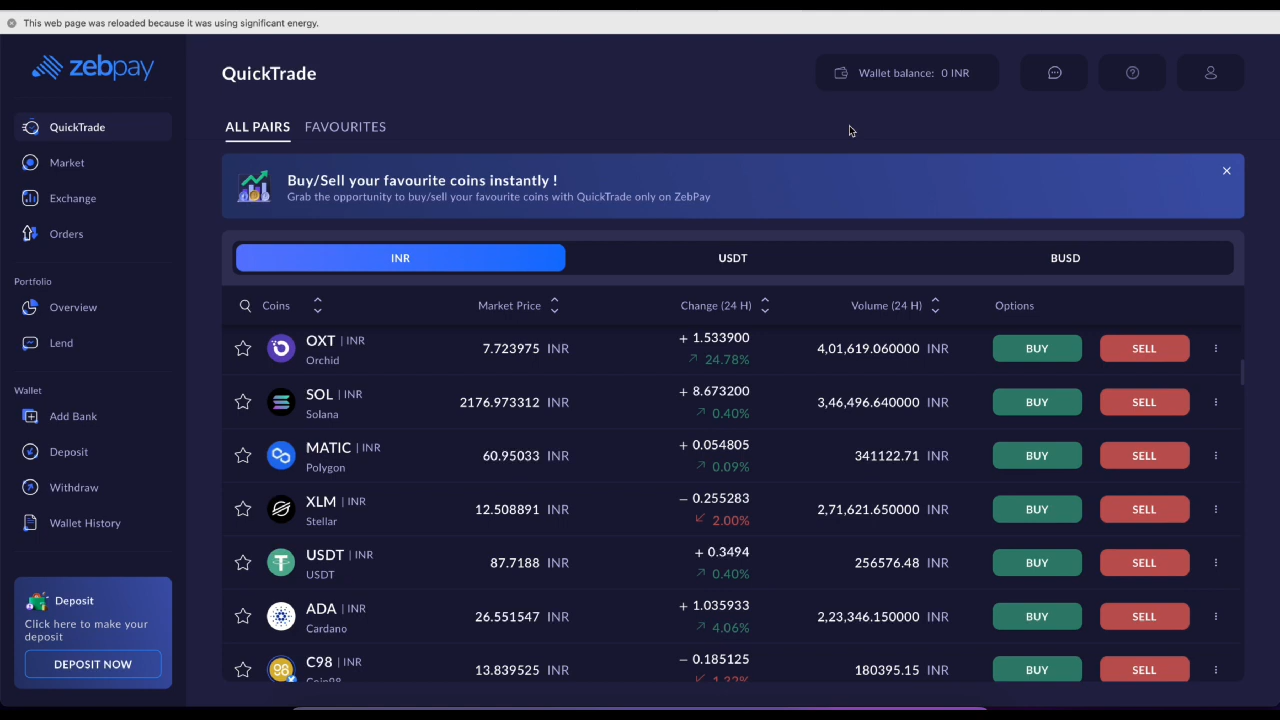 This web page was reloaded because it was using significant energy.
zebpay
QuickTrade
Wallet balance: 0 INR
QuickTrade
Market
Exchange
Orders
Portfolio
Overview
Lend
Wallet
Add Bank
Deposit
Withdraw
Wallet History
Deposit
Click here to make your
deposit
DEPOSIT NOW
ALL PAIRS FAVOURITES
Buy/Sell your favourite coins instantly !
Grab the opportunity to buy/sell your favourite coins with QuickTrade only on ZebPay
INR USDT BUSD
Coins Market Price Change (24 H) Volume (24 H) Options
OXT | INR
Orchid
7.723975 INR
+ 1.533900
24.78%
4,01,619.060000 INR
BUY SELL
SOL | INR
Solana
2176.973312 INR
+ 8.673200
0.40%
3,46,496.640000 INR
BUY SELL
MATIC | INR
Polygon
60.95033 INR
+ 0.054805
0.09%
341122.71 INR
BUY SELL
XLM | INR
Stellar
12.508891 INR
− 0.255283
2.00%
2,71,621.650000 INR
BUY SELL
USDT | INR
USDT
87.7188 INR
+ 0.3494
0.40%
256576.48 INR
BUY SELL
ADA | INR
Cardano
26.551547 INR
+ 1.035933
4.06%
2,23,346.150000 INR
BUY SELL
C98 | INR
Coin98
13.839525 INR
− 0.185125
1.32%
180395.15 INR
BUY SELL